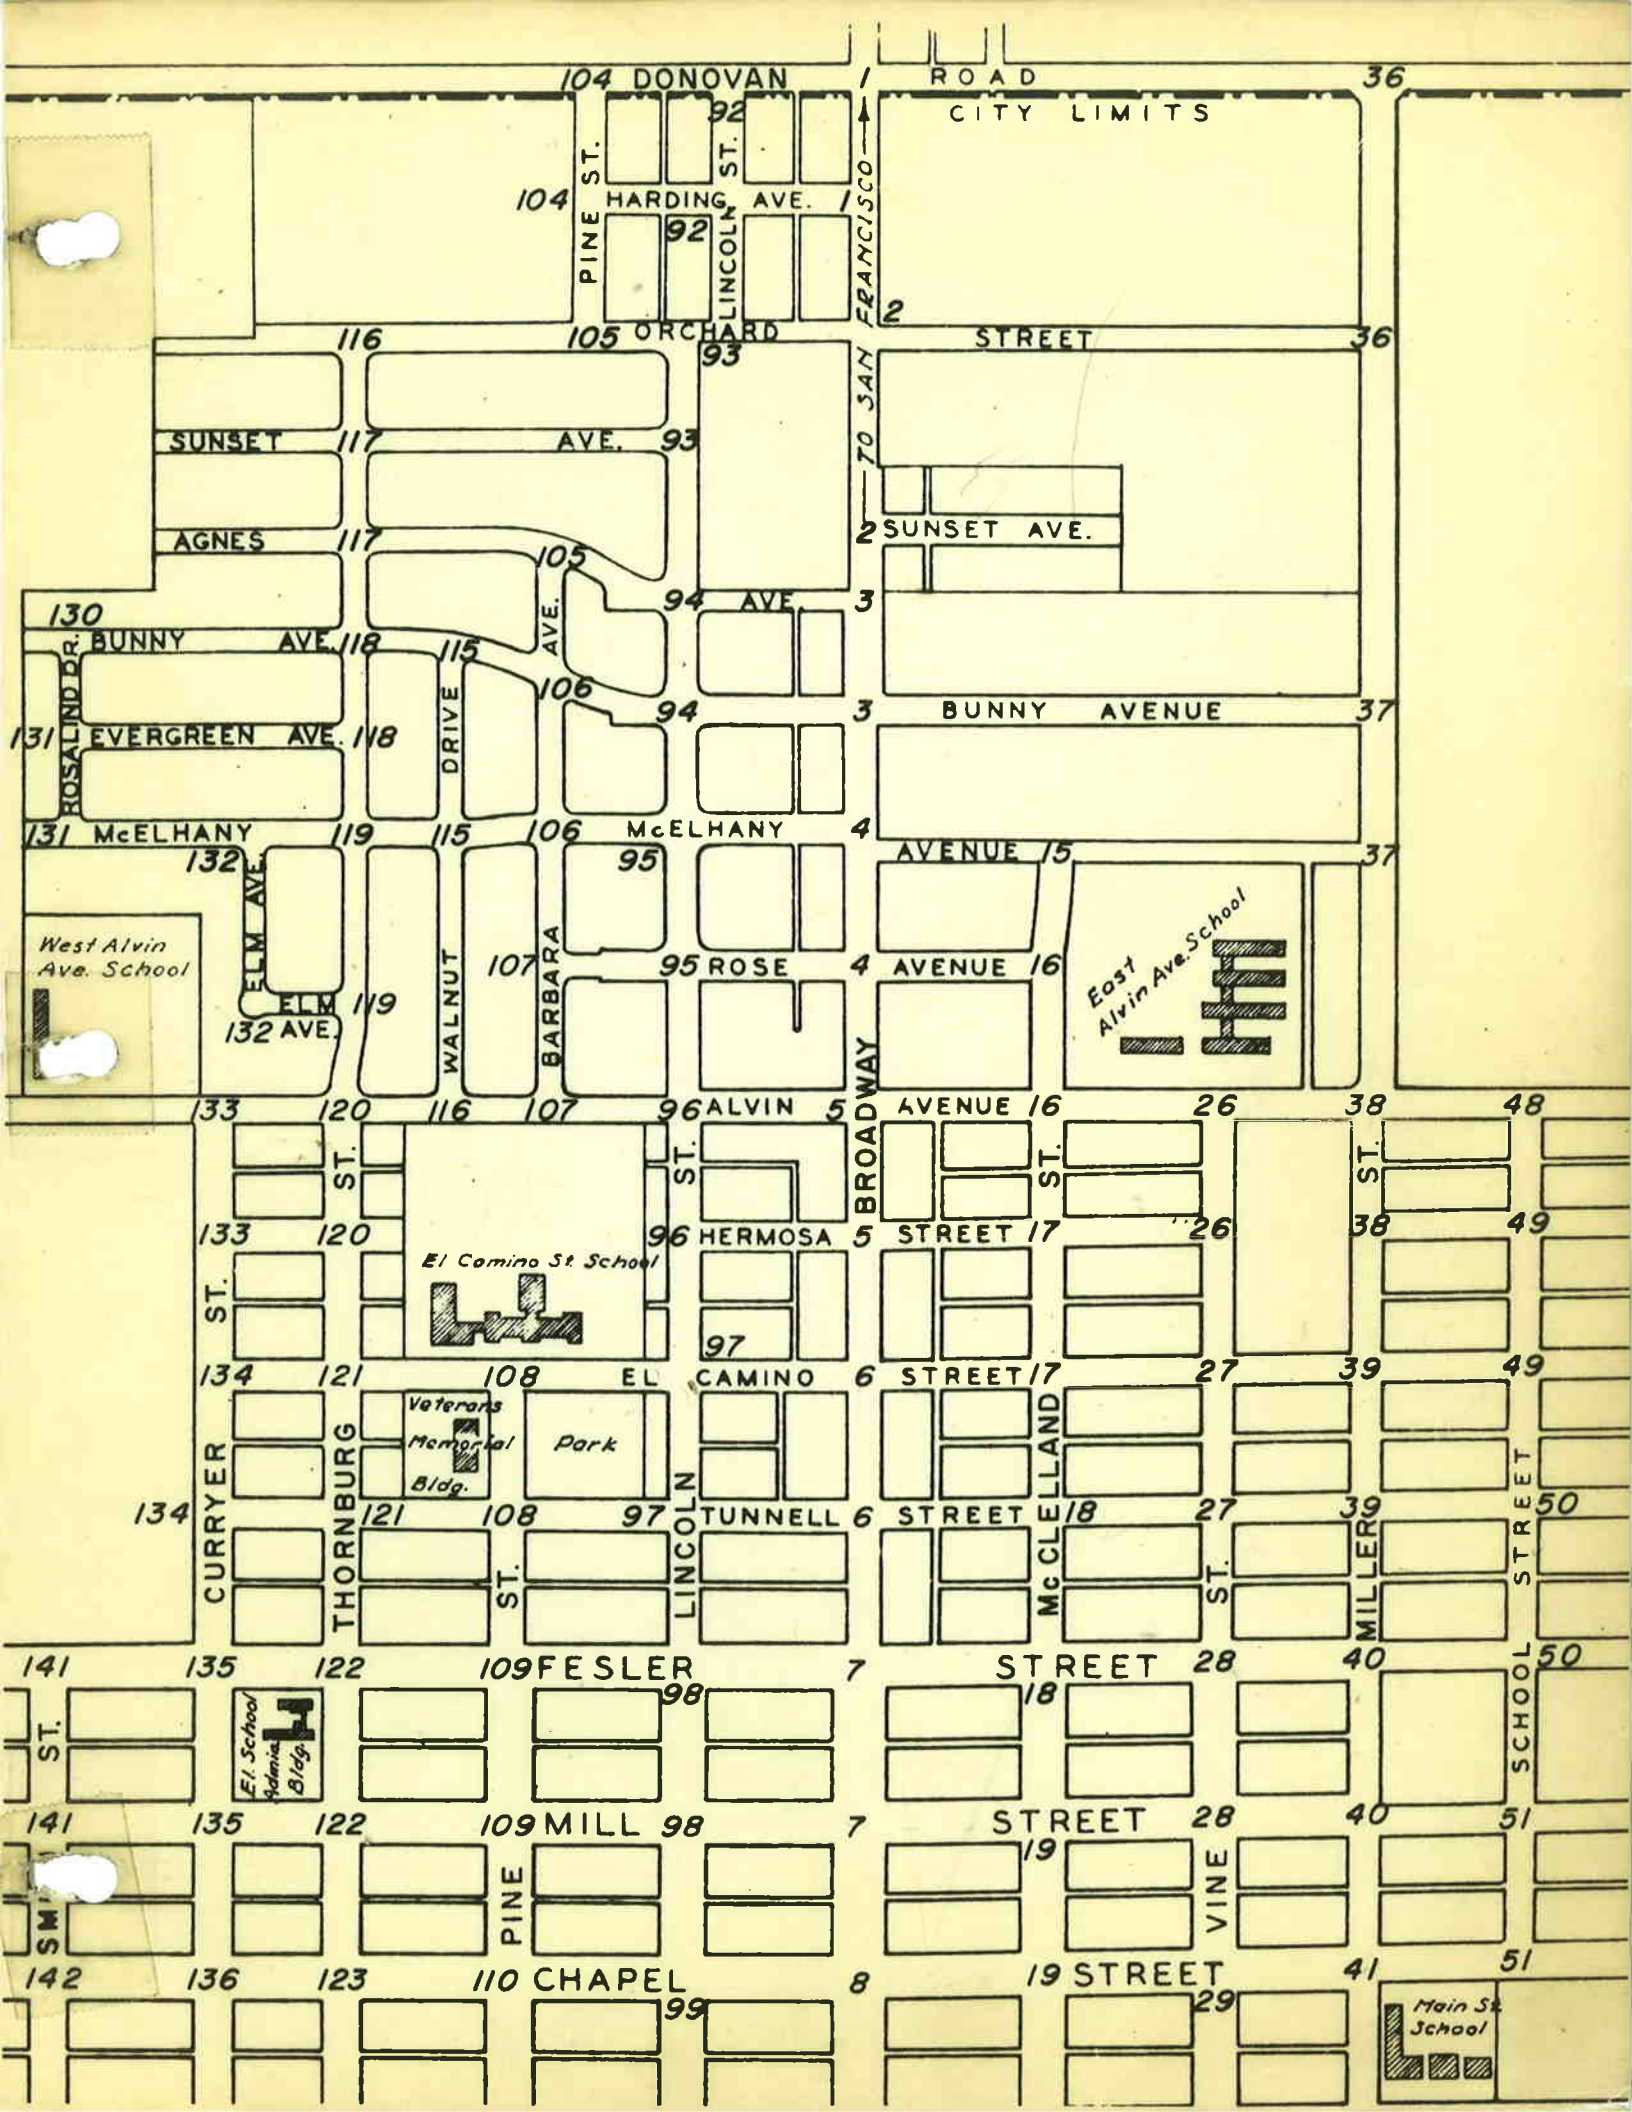 104 DONOVAN 1 ROAD 36
CITY LIMITS
92
PINE ST.
LINCOLN ST.
104 HARDING AVE. 1
92
TO SAN FRANCISCO
2
116 105 ORCHARD STREET 36
93
SUNSET 117 AVE. 93
2 SUNSET AVE.
AGNES 117 105
94 AVE. 3
130
BUNNY AVE. 118 115
AVE.
106 94 3 BUNNY AVENUE 37
ROSALIND DR.
DRIVE
131 EVERGREEN AVE. 118
131 McELHANY 119 115 106 McELHANY 4
AVENUE 15 37
132 95
ELM AVE.
West Alvin
Ave. School
East
Alvin Ave. School
WALNUT
BARBARA
107 95 ROSE 4 AVENUE 16
ELM 119
132 AVE.
BROADWAY
133 120 116 107 96 ALVIN 5 AVENUE 16 26 38 48
ST.
ST.
ST.
ST.
133 120 96 HERMOSA 5 STREET 17 26 38 49
El Camino St. School
ST.
97
134 121 108 EL CAMINO 6 STREET 17 27 39 49
Veterans
Memorial
Bldg.
Park
CURRYER
THORNBURG
LINCOLN
McCLELLAND
MILLER
SCHOOL STREET
134 121 108 97 TUNNELL 6 STREET 18 27 39 50
ST.
ST.
141 135 122 109 FESLER 7 STREET 28 40 50
98 18
ST.
El. School
Admin.
Bldg.
141 135 122 109 MILL 98 7 STREET 28 40 51
19
PINE
VINE
142 136 123 110 CHAPEL 8 19 STREET 41 51
99 29
Main St.
School